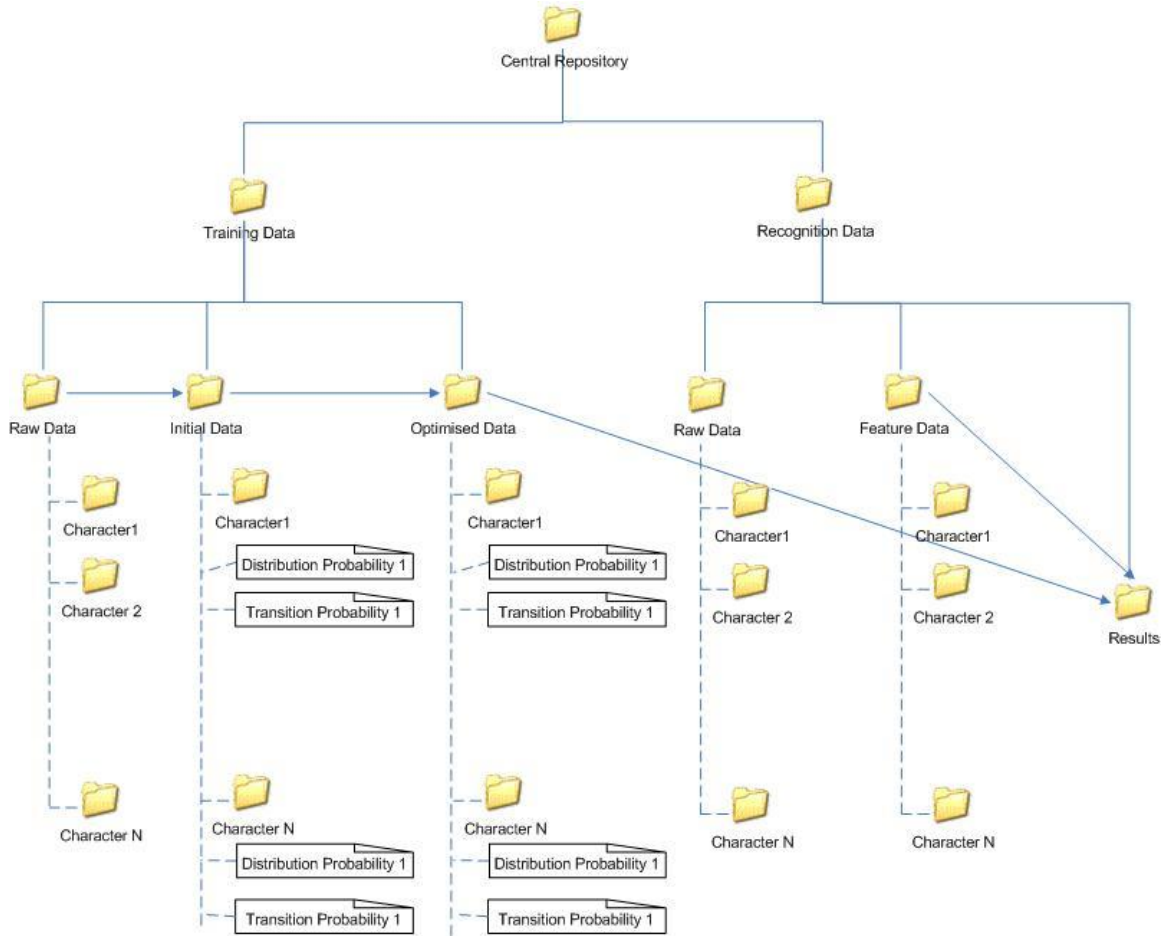 Central Repository
Training Data
Recognition Data
Raw Data
Initial Data
Optimised Data
Raw Data
Feature Data
Character1
Character1
Character1
Character1
Character1
Distribution Probability 1
Distribution Probability 1
Transition Probability 1
Transition Probability 1
Character 2
Character 2
Character 2
Results
Character N
Character N
Character N
Character N
Character N
Distribution Probability 1
Distribution Probability 1
Transition Probability 1
Transition Probability 1